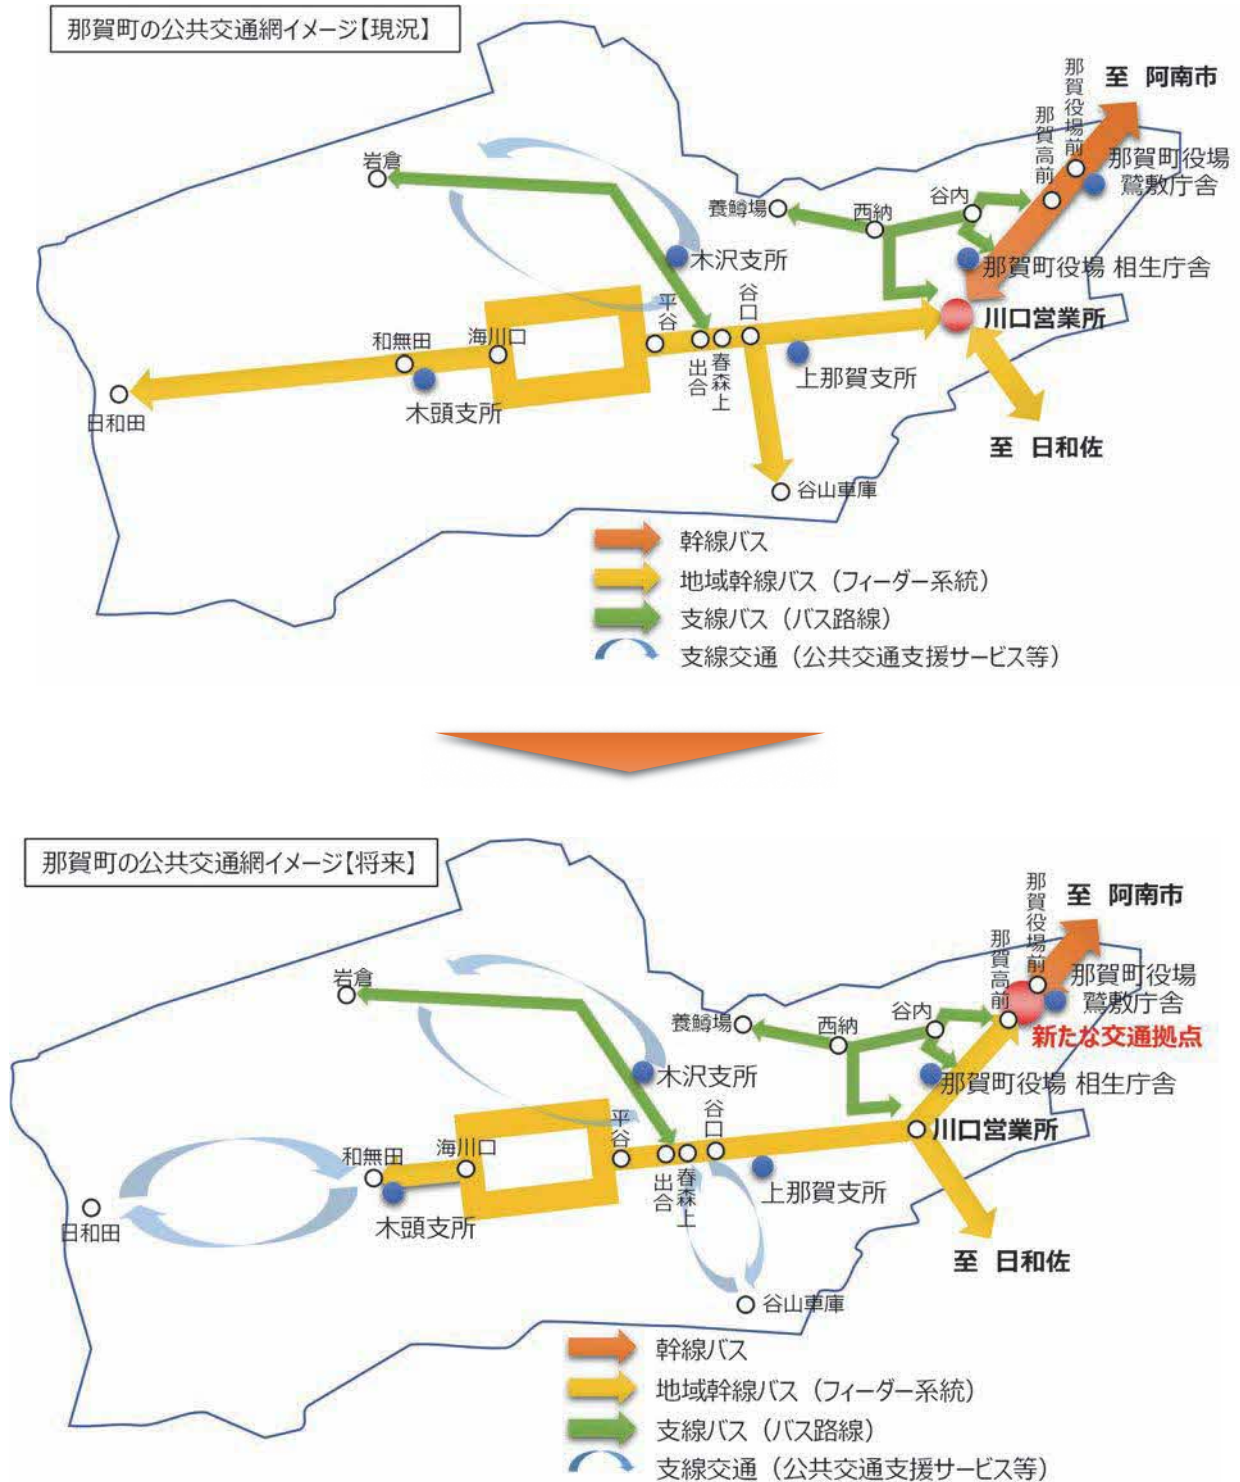 那賀町の公共交通網イメージ【現況】
那賀役場前
至 阿南市
那賀高前
那賀町役場
鷲敷庁舎
岩倉
養鱒場
西納
谷内
木沢支所
那賀町役場 相生庁舎
平谷
谷口
川口営業所
和無田
海川口
出合
春森上
上那賀支所
日和田
木頭支所
至 日和佐
谷山車庫
幹線バス
地域幹線バス（フィーダー系統）
支線バス（バス路線）
支線交通（公共交通支援サービス等）
那賀町の公共交通網イメージ【将来】
那賀役場前
至 阿南市
那賀高前
那賀町役場
鷲敷庁舎
岩倉
養鱒場
西納
谷内
新たな交通拠点
木沢支所
那賀町役場 相生庁舎
平谷
谷口
川口営業所
和無田
海川口
出合
春森上
上那賀支所
日和田
木頭支所
至 日和佐
谷山車庫
幹線バス
地域幹線バス（フィーダー系統）
支線バス（バス路線）
支線交通（公共交通支援サービス等）